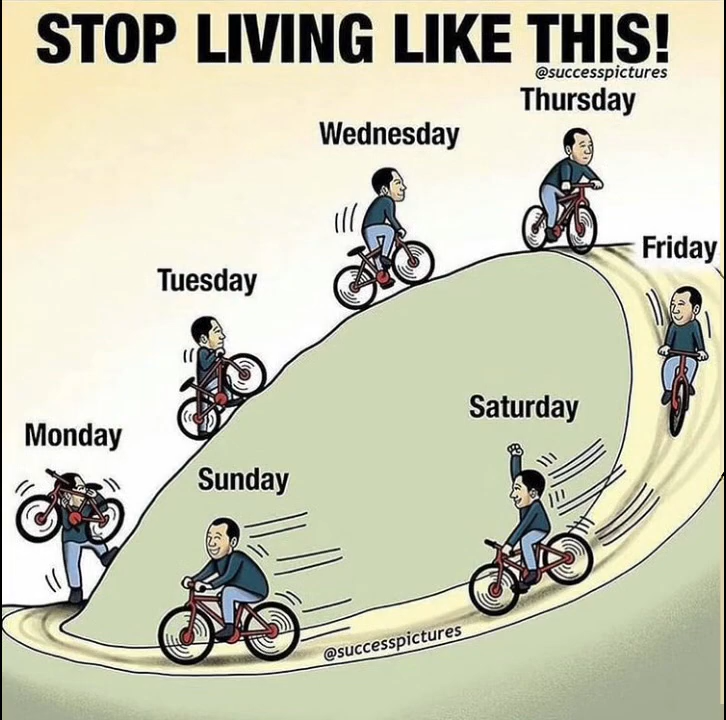 STOP LIVING LIKE THIS!
@successpictures
Thursday
Wednesday
Friday
Tuesday
Saturday
Monday
Sunday
@successpictures